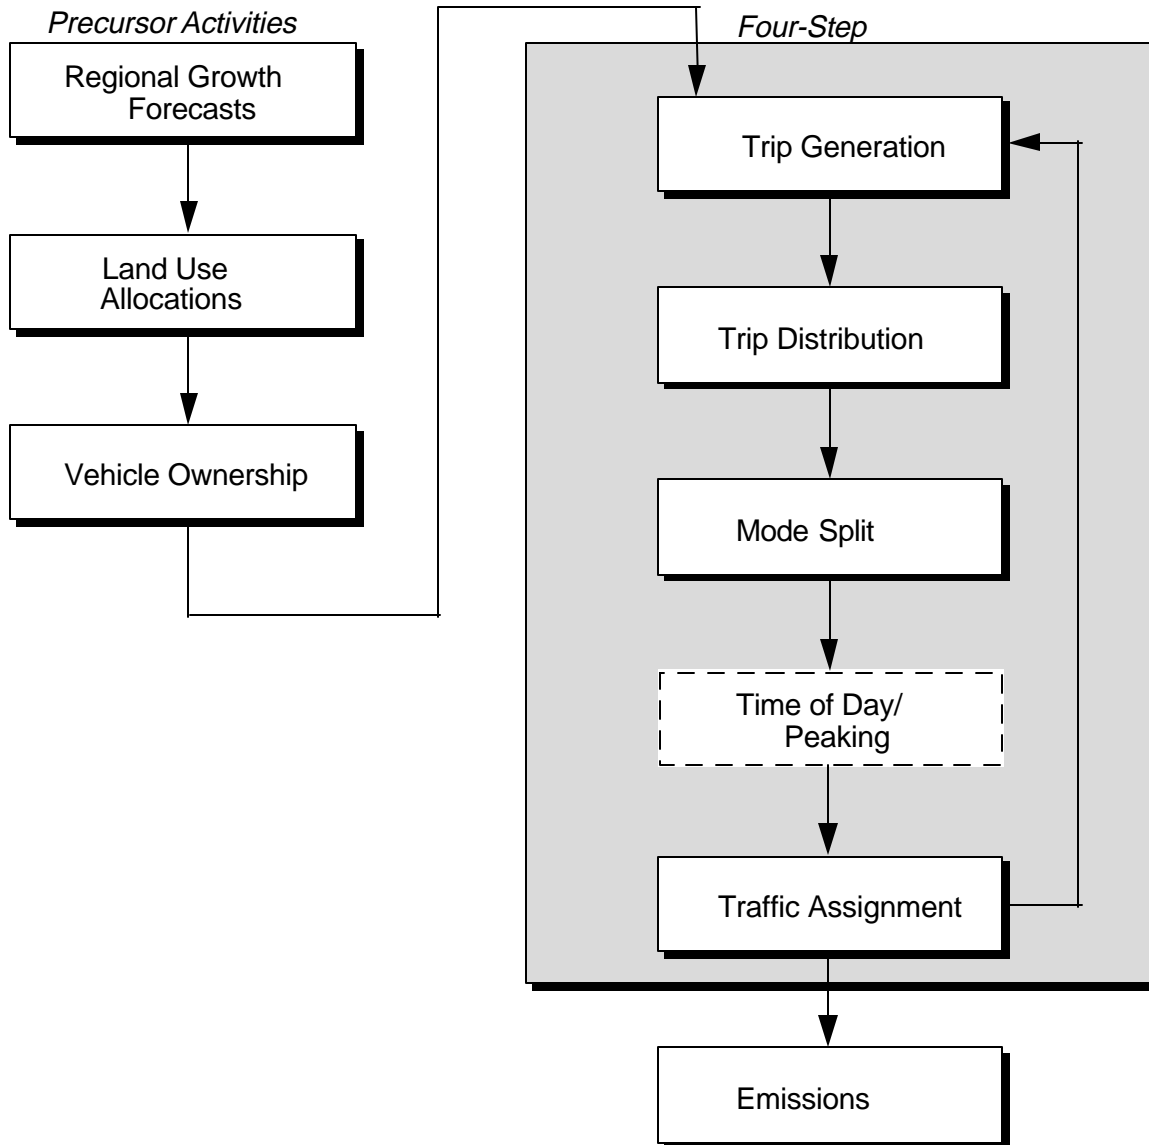 Precursor Activities
Regional Growth
Forecasts
Land Use
Allocations
Vehicle Ownership
Four-Step
Trip Generation
Trip Distribution
Mode Split
Time of Day/
Peaking
Traffic Assignment
Emissions